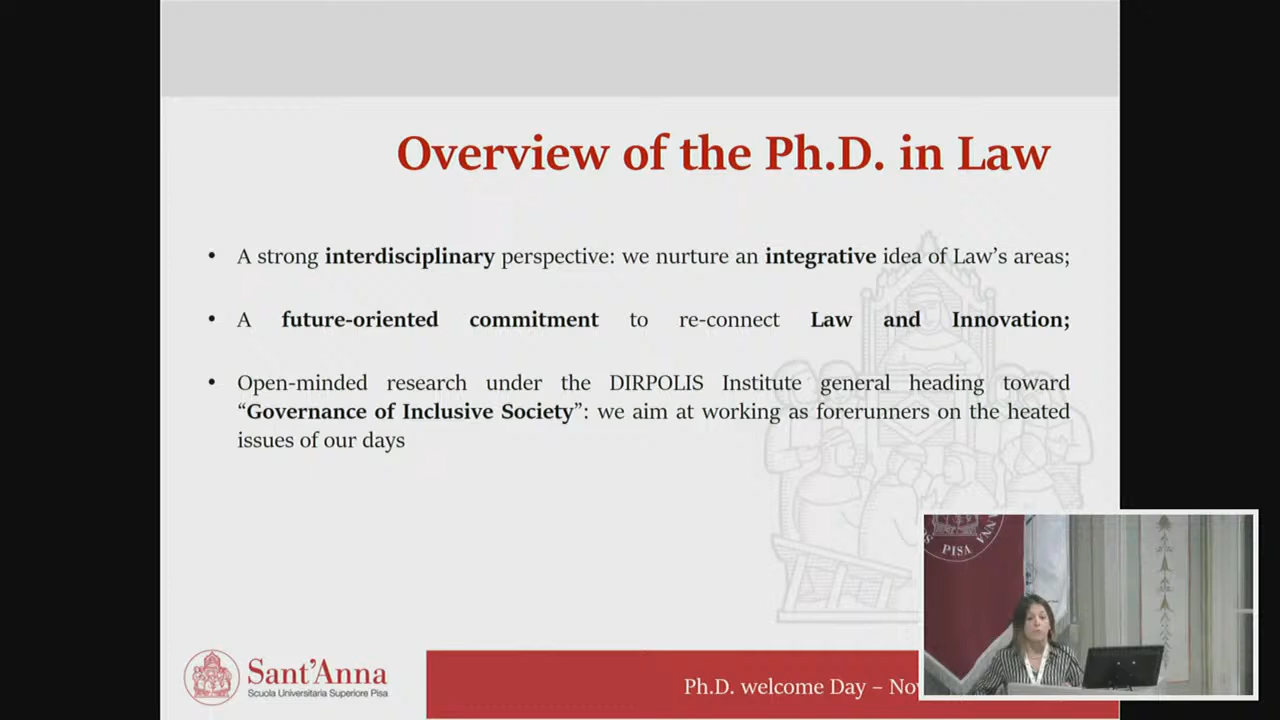 Overview of the Ph.D. in Law
• A strong interdisciplinary perspective: we nurture an integrative idea of Law’s areas;
• A future-oriented commitment to re-connect Law and Innovation;
• Open-minded research under the DIRPOLIS Institute general heading toward
“Governance of Inclusive Society”: we aim at working as forerunners on the heated
issues of our days
Sant’Anna
Scuola Universitaria Superiore Pisa
Ph.D. welcome Day –
PISA